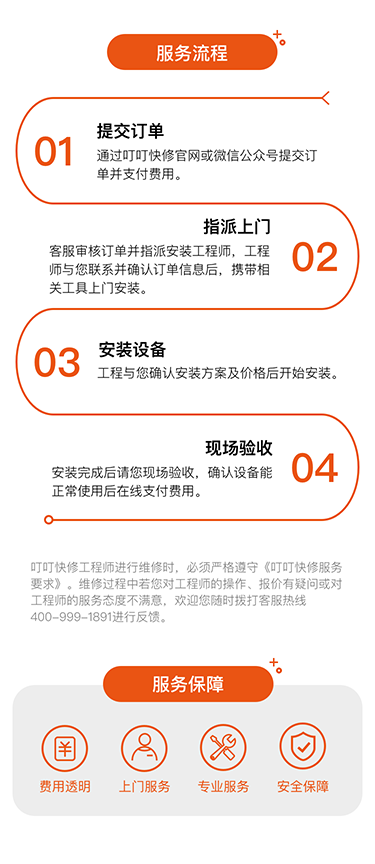 服务流程
01
提交订单
通过叮叮快修官网或微信公众号提交订
单并支付费用。
指派上门
客服审核订单并指派安装工程师，工程
师与您联系并确认订单信息后，携带相
关工具上门安装。
02
03
安装设备
工程与您确认安装方案及价格后开始安装。
现场验收
安装完成后请您现场验收，确认设备能
正常使用后在线支付费用。
04
叮叮快修工程师进行维修时，必须严格遵守《叮叮快修服务
要求》。维修过程中若您对工程师的操作、报价有疑问或对
工程师的服务态度不满意，欢迎您随时拨打客服热线
400-999-1891进行反馈。
服务保障
费用透明
上门服务
专业服务
安全保障